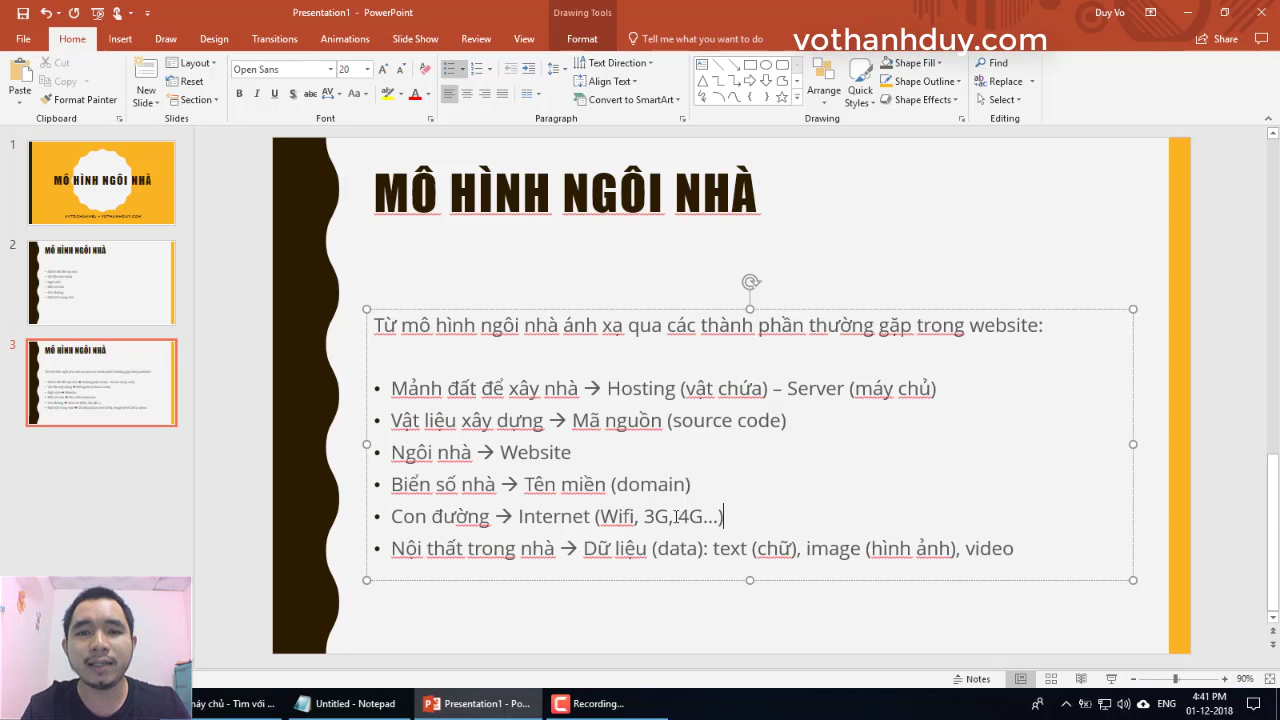 Presentation1 - PowerPoint
Drawing Tools
Duy Vo
File
Home
Insert
Draw
Design
Transitions
Animations
Slide Show
Review
View
Help
Format
Tell me what you want to do
Share
vothanhduy.com
Paste
Cut
Copy
Format Painter
Clipboard
New Slide
Layout
Reset
Section
Slides
Open Sans
20
Font
Text Direction
Align Text
Convert to SmartArt
Paragraph
Arrange
Quick Styles
Shape Fill
Shape Outline
Shape Effects
Drawing
Find
Replace
Select
Editing
1
MÔ HÌNH NGÔI NHÀ
2
MÔ HÌNH NGÔI NHÀ
3
MÔ HÌNH NGÔI NHÀ
MÔ HÌNH NGÔI NHÀ
Từ mô hình ngôi nhà ánh xạ qua các thành phần thường gặp trong website:
• Mảnh đất để xây nhà → Hosting (vật chứa) – Server (máy chủ)
• Vật liệu xây dựng → Mã nguồn (source code)
• Ngôi nhà → Website
• Biển số nhà → Tên miền (domain)
• Con đường → Internet (Wifi, 3G, 4G…)
• Nội thất trong nhà → Dữ liệu (data): text (chữ), image (hình ảnh), video
Notes
90%
máy chủ - Tìm với ...
Untitled - Notepad
Presentation1 - Po...
Recording...
ENG
4:41 PM
01-12-2018